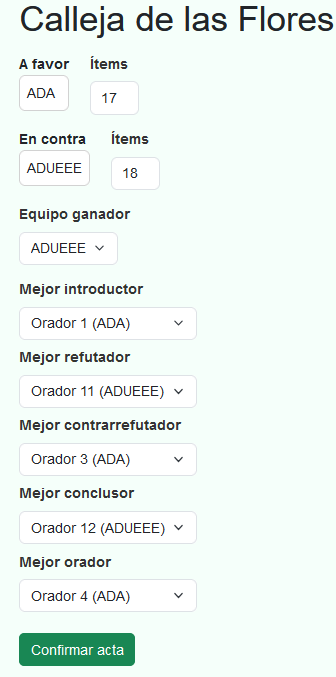 Calleja de las Flores
A favor Ítems
ADA 17
En contra Ítems
ADUEEE 18
Equipo ganador
ADUEEE
Mejor introductor
Orador 1 (ADA)
Mejor refutador
Orador 11 (ADUEEE)
Mejor contrarrefutador
Orador 3 (ADA)
Mejor conclusor
Orador 12 (ADUEEE)
Mejor orador
Orador 4 (ADA)
Confirmar acta